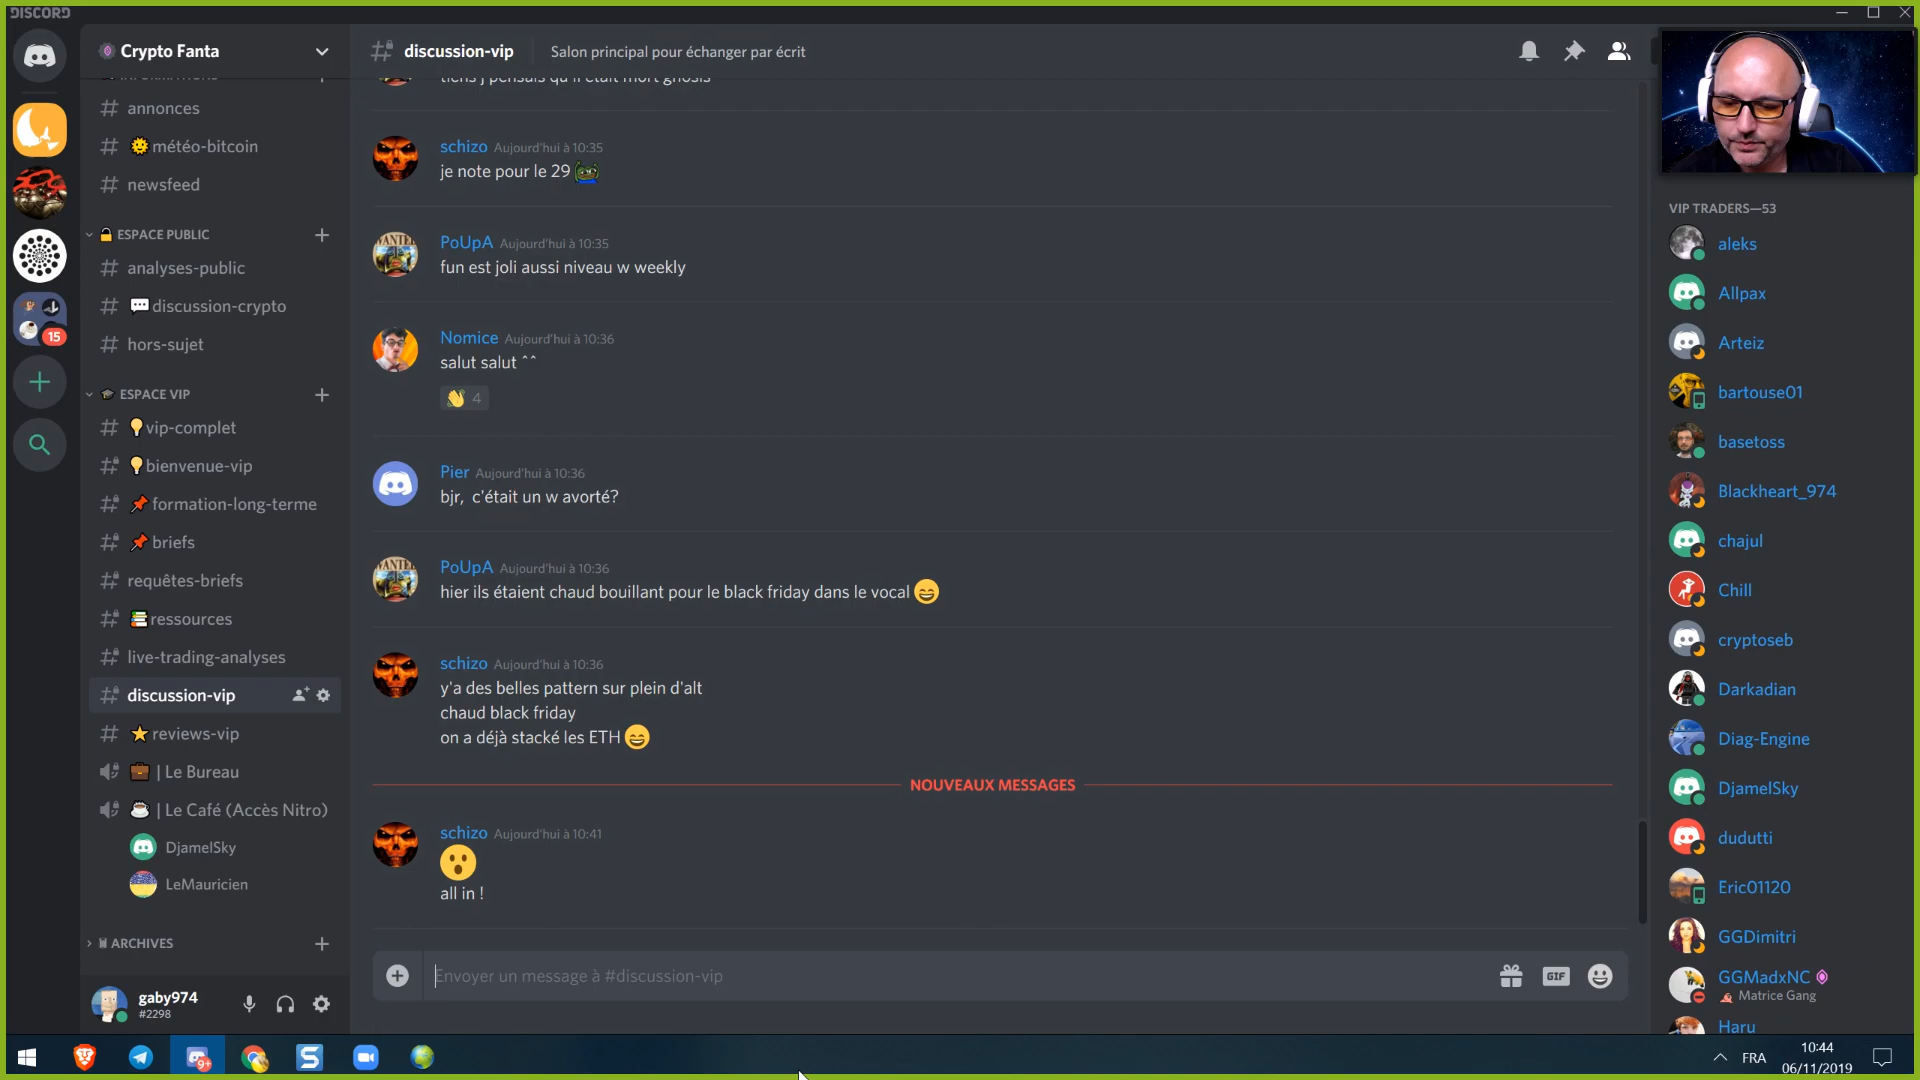 DISCORD
Crypto Fanta
annonces
météo-bitcoin
newsfeed
ESPACE PUBLIC
analyses-public
discussion-crypto
hors-sujet
ESPACE VIP
vip-complet
bienvenue-vip
formation-long-terme
briefs
requêtes-briefs
ressources
live-trading-analyses
discussion-vip
reviews-vip
| Le Bureau
| Le Café (Accès Nitro)
DjamelSky
LeMauricien
ARCHIVES
gaby974
#2298
15
discussion-vip
Salon principal pour échanger par écrit
tiens j'pensais qu'il était mort gnosis
schizo Aujourd'hui à 10:35
je note pour le 29
PoUpA Aujourd'hui à 10:35
fun est joli aussi niveau w weekly
Nomice Aujourd'hui à 10:36
salut salut ^^
4
Pier Aujourd'hui à 10:36
bjr, c'était un w avorté?
PoUpA Aujourd'hui à 10:36
hier ils étaient chaud bouillant pour le black friday dans le vocal
schizo Aujourd'hui à 10:36
y'a des belles pattern sur plein d'alt
chaud black friday
on a déjà stacké les ETH
NOUVEAUX MESSAGES
schizo Aujourd'hui à 10:41
all in !
Envoyer un message à #discussion-vip
GIF
VIP TRADERS—53
aleks
Allpax
Arteiz
bartouse01
basetoss
Blackheart_974
chajul
Chill
cryptoseb
Darkadian
Diag-Engine
DjamelSky
dudutti
Eric01120
GGDimitri
GGMadxNC
Matrice Gang
Haru
9+
FRA
10:44
06/11/2019